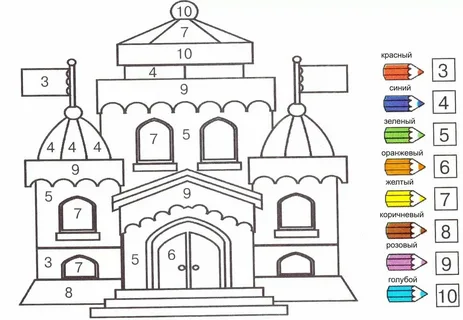 10
7
10
4
9
3
7
5
4 4 4
9
5
7
9
3
7
5
6
8
красный
3
синий
4
зеленый
5
оранжевый
6
желтый
7
коричневый
8
розовый
9
голубой
10